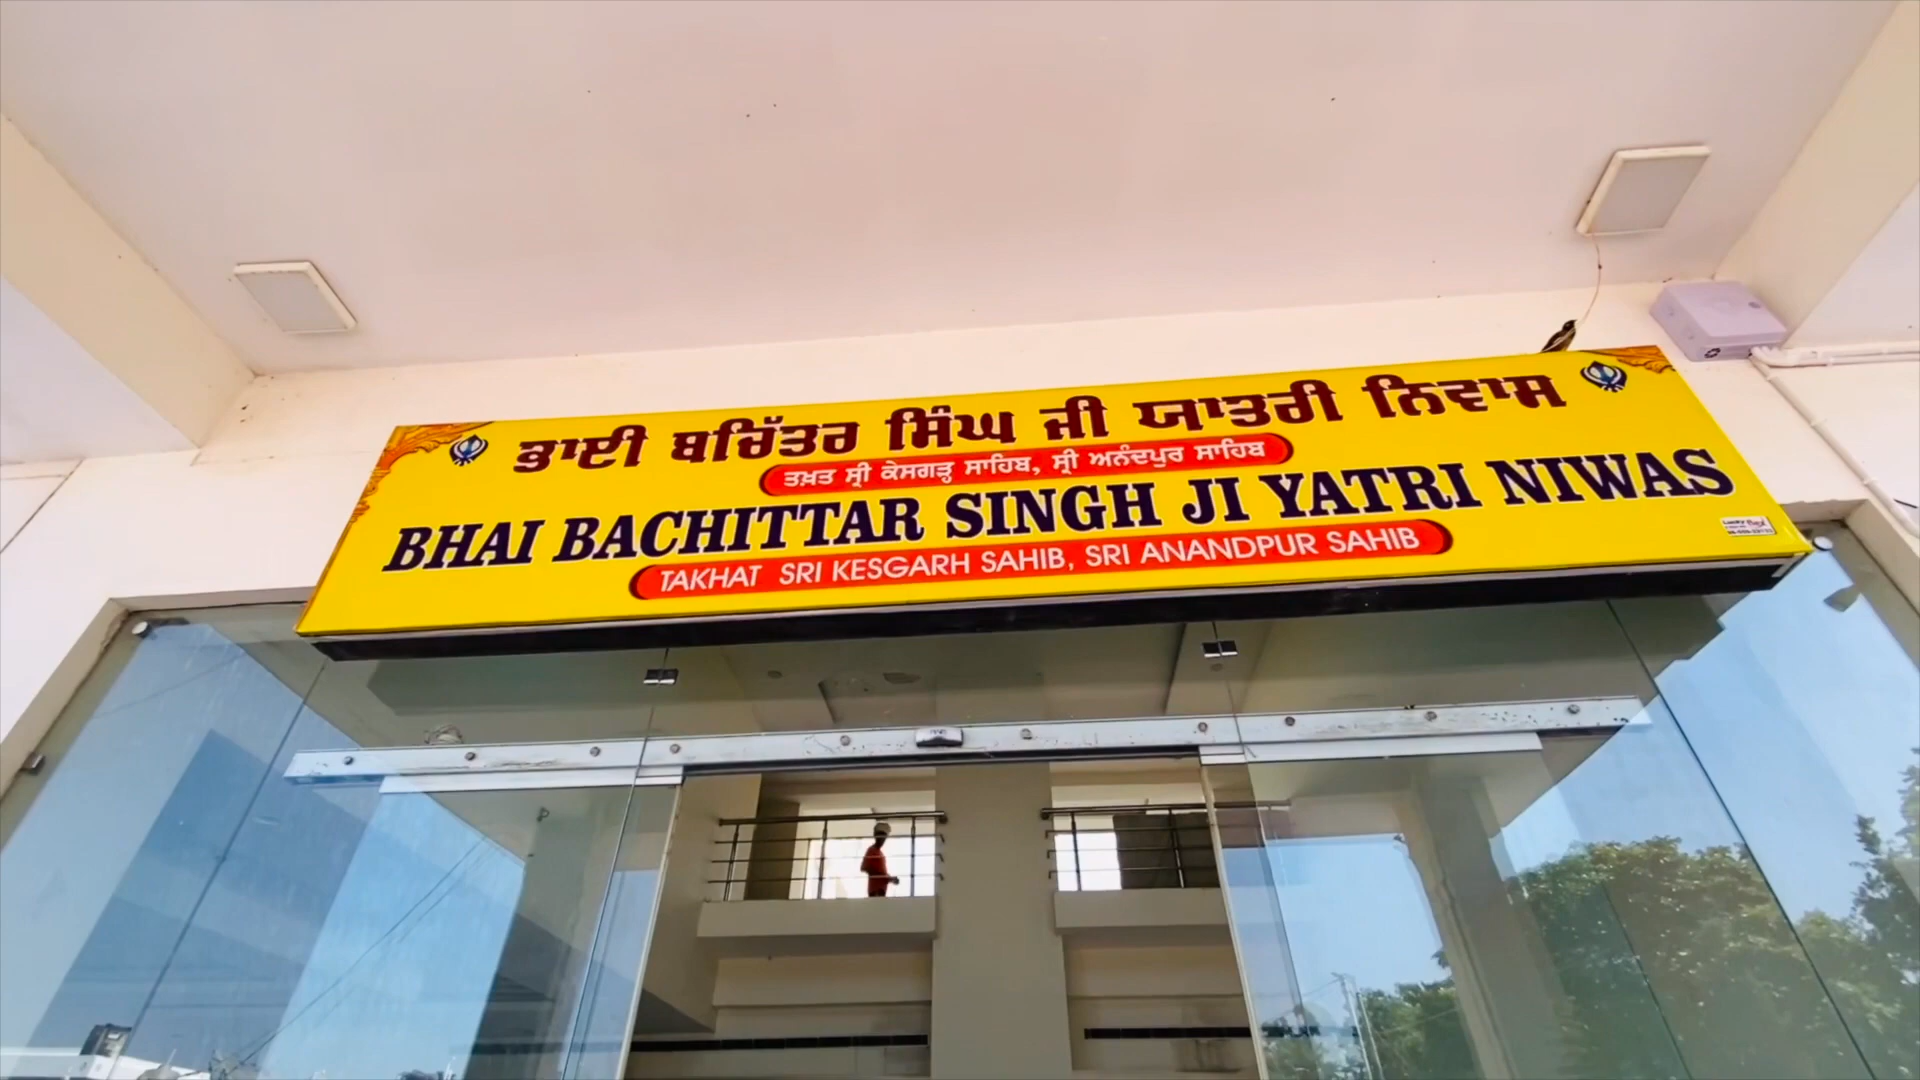 ਭਾਈ ਬਚਿੱਤਰ ਸਿੰਘ ਜੀ ਯਾਤਰੀ ਨਿਵਾਸ
ਤਖ਼ਤ ਸ੍ਰੀ ਕੇਸਗੜ੍ਹ ਸਾਹਿਬ, ਸ੍ਰੀ ਅਨੰਦਪੁਰ ਸਾਹਿਬ
BHAI BACHITTAR SINGH JI YATRI NIWAS
TAKHAT SRI KESGARH SAHIB, SRI ANANDPUR SAHIB